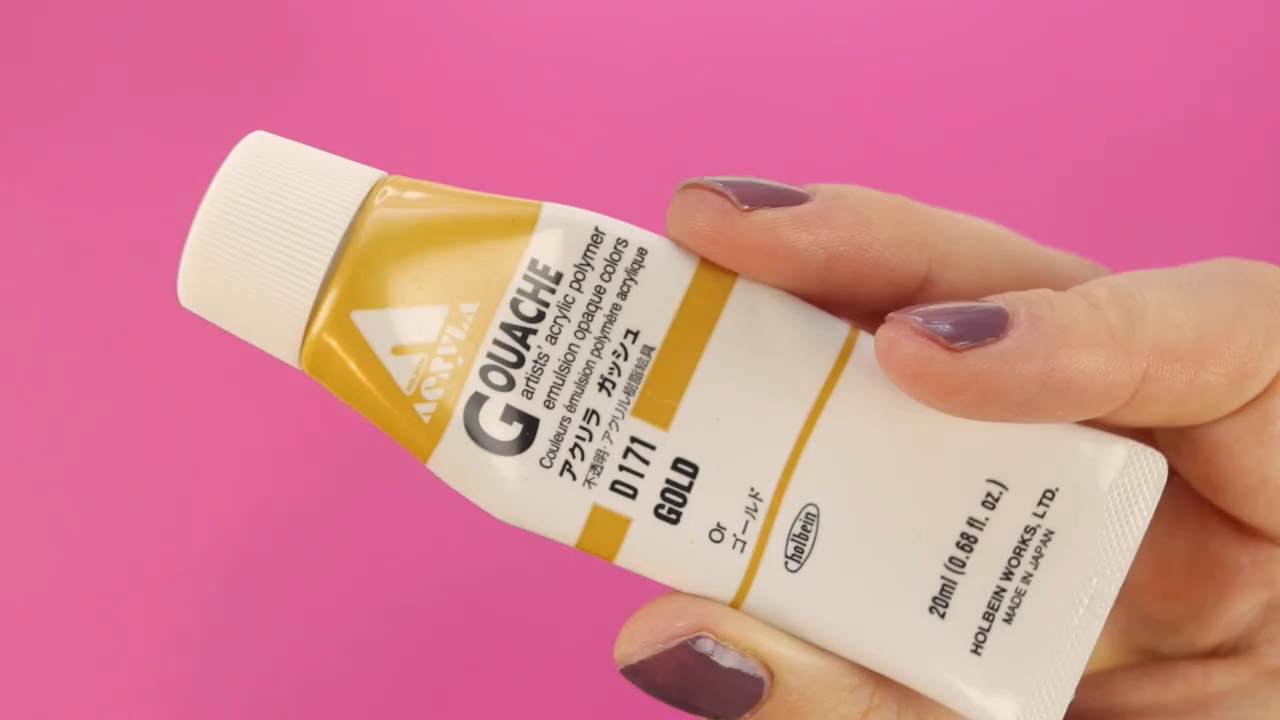 ACRYLA
GOUACHE
artists' acrylic polymer
emulsion opaque colors
Couleurs émulsion polymère acrylique
アクリラ ガッシュ
不透明・アクリル樹脂絵具
D171
GOLD
Or
ゴールド
holbein
20ml (0.68 fl. oz.)
HOLBEIN WORKS, LTD.
MADE IN JAPAN